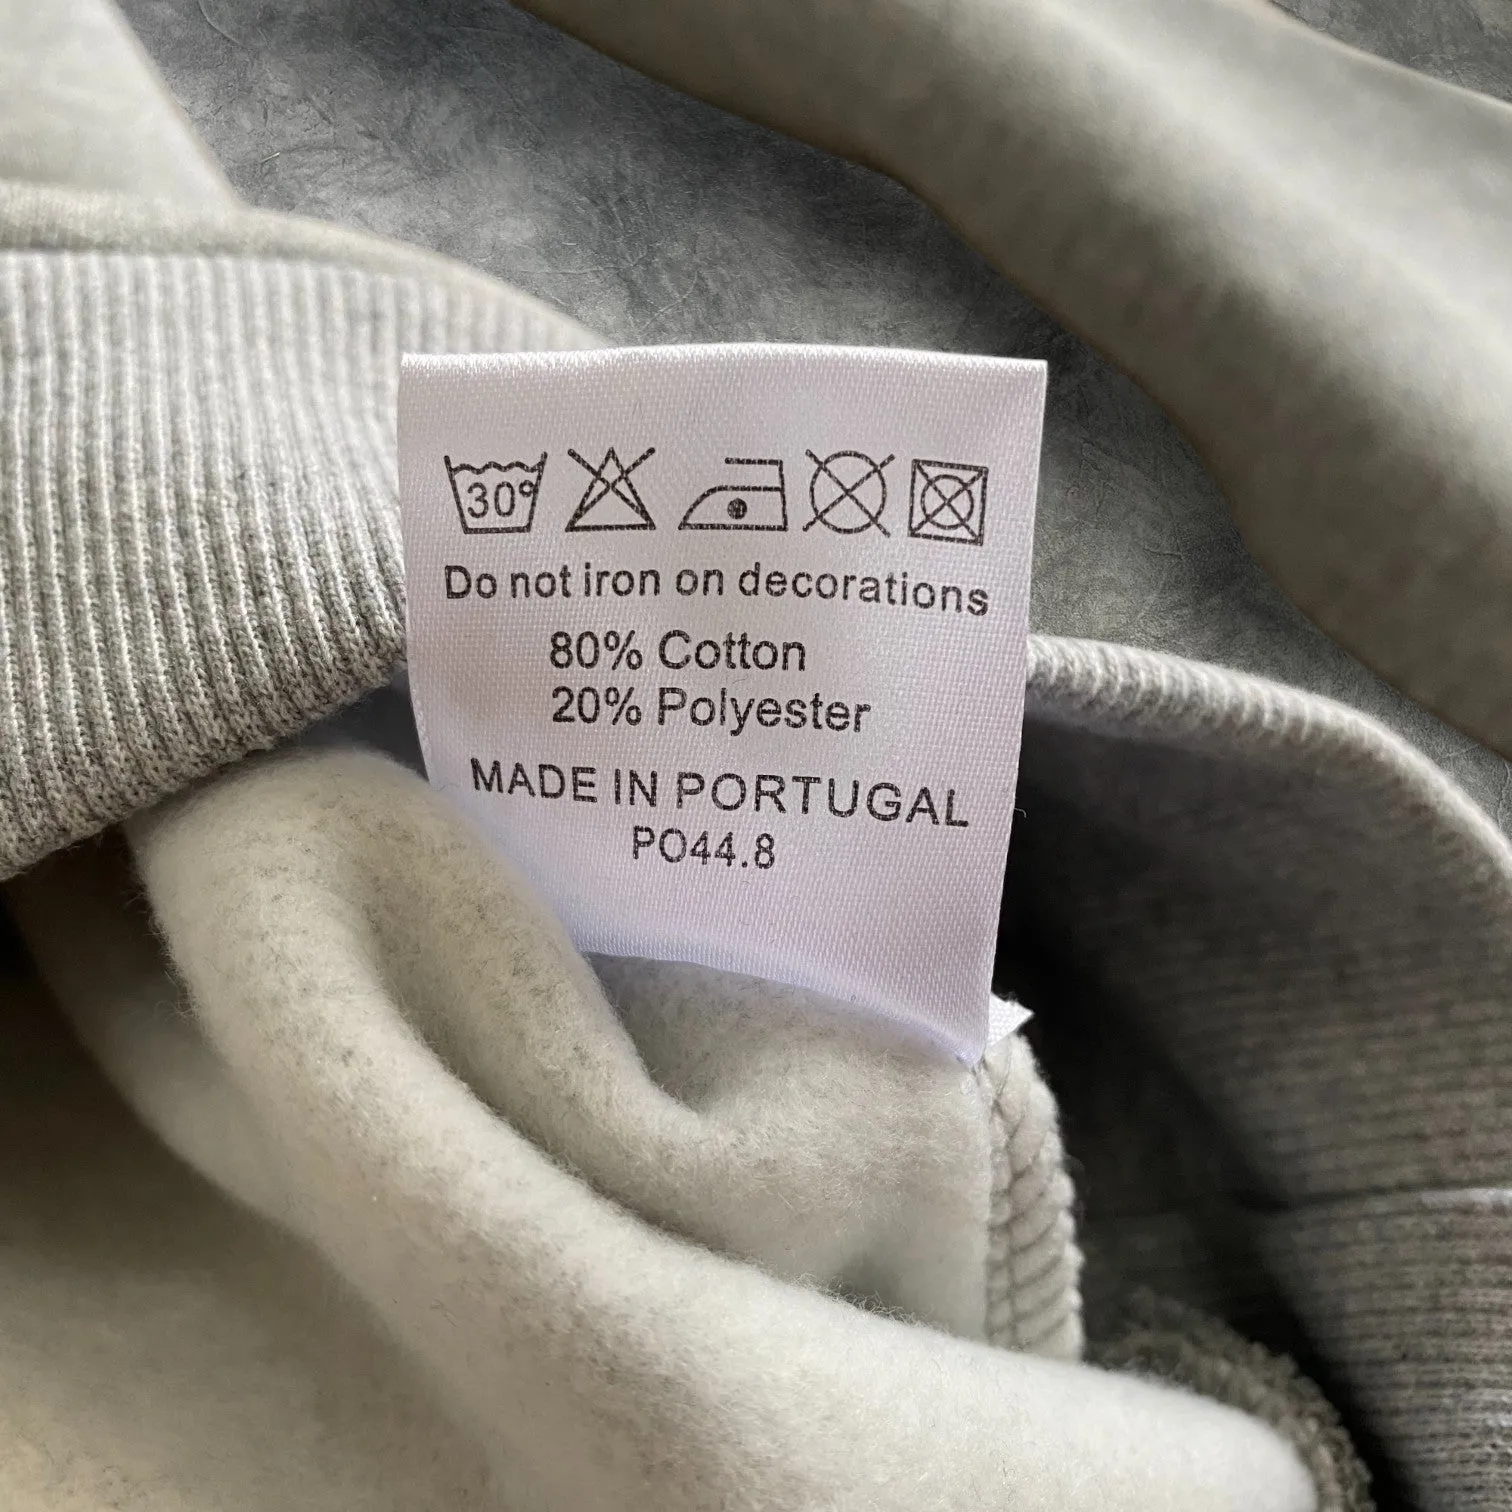 30°
Do not iron on decorations
80% Cotton
20% Polyester
MADE IN PORTUGAL
PO44.8